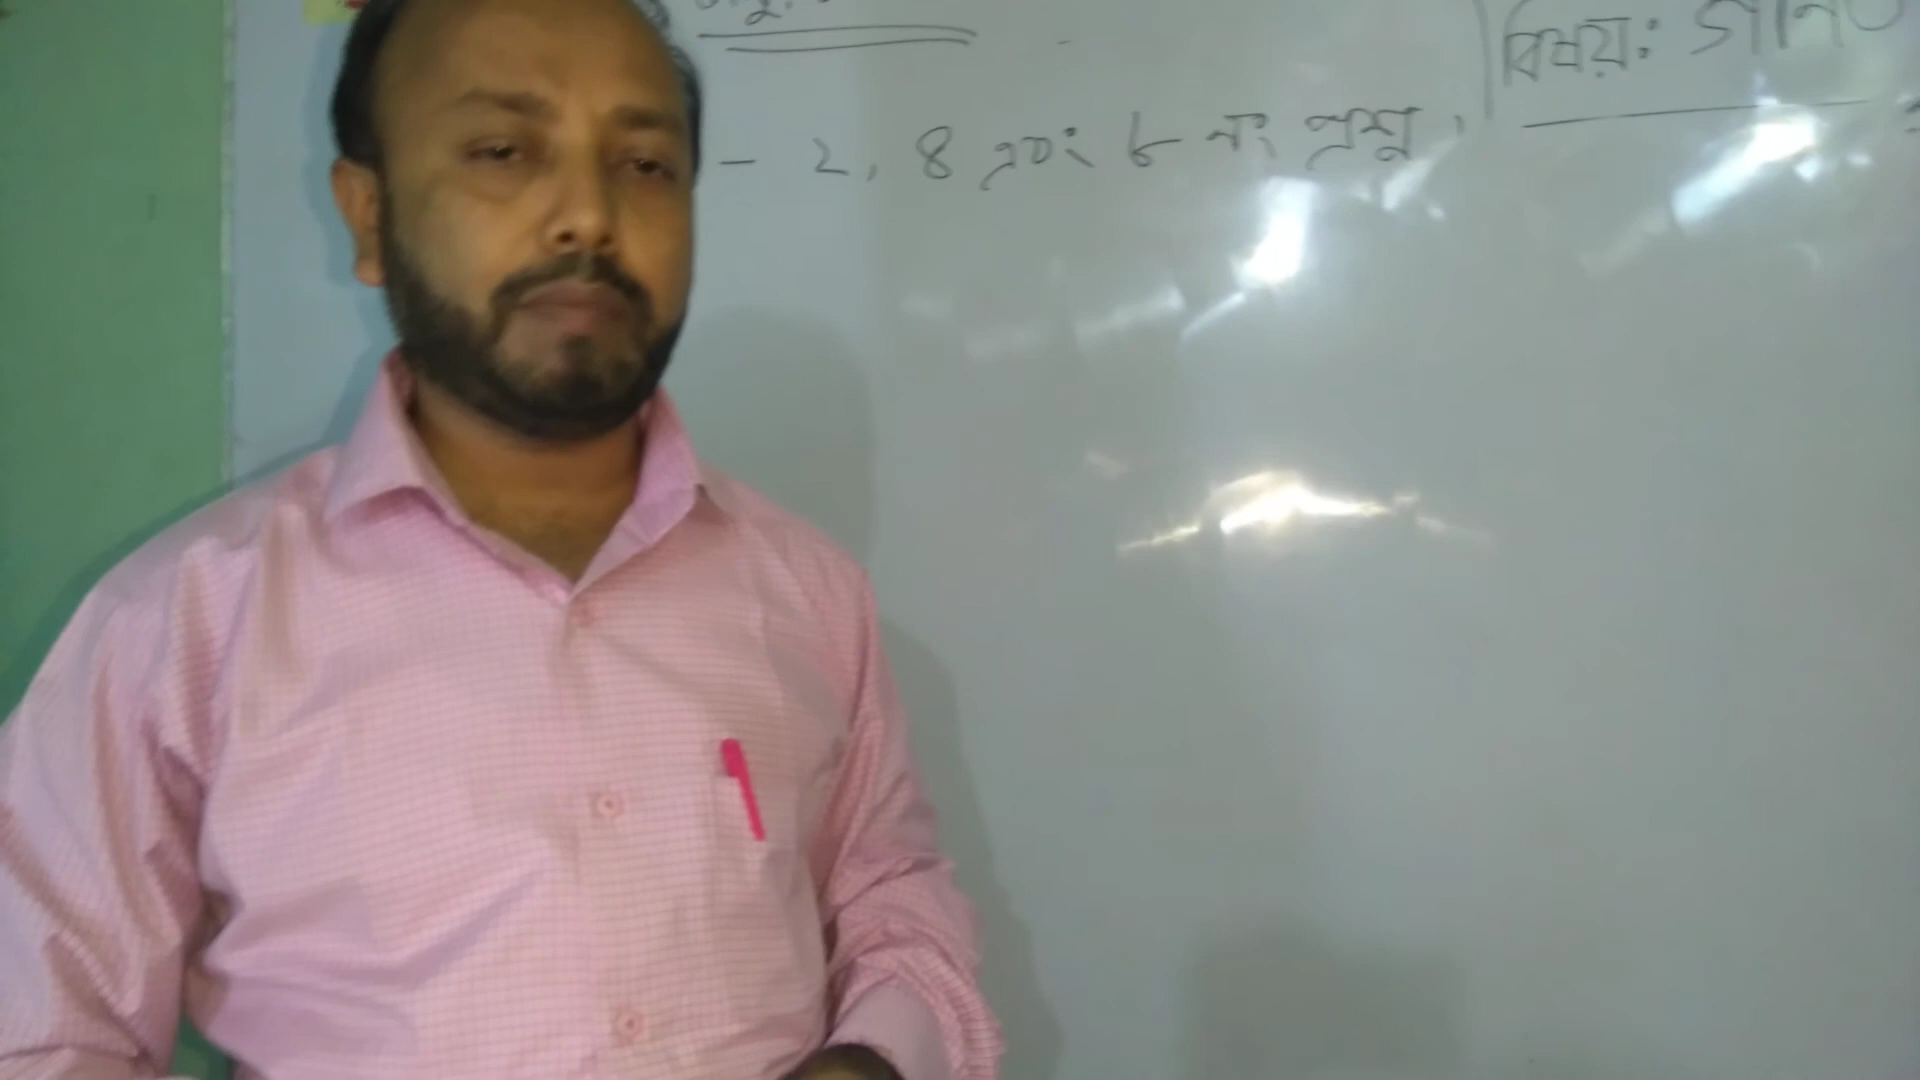 বিষয়: গণিত
- ২, ৪ এবং ৮ নং প্রশ্ন।